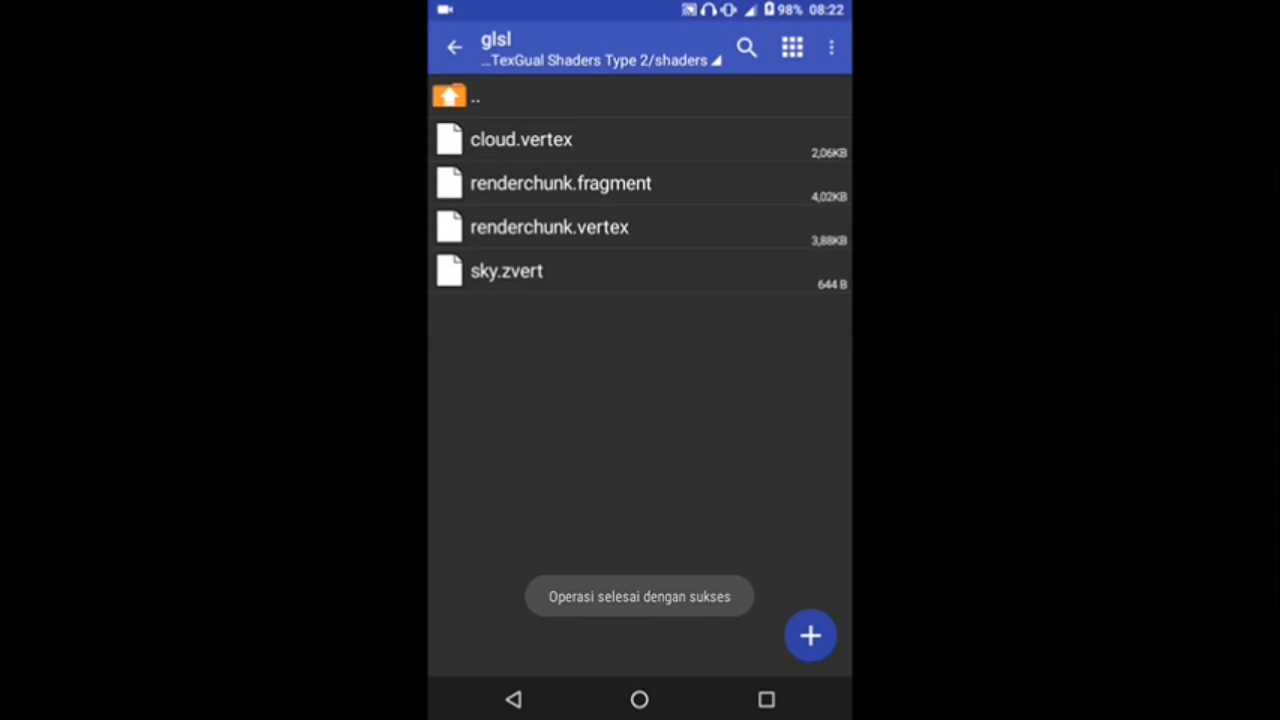 98% 08:22
glsl
...TexGual Shaders Type 2/shaders
..
cloud.vertex
2,06KB
renderchunk.fragment
4,02KB
renderchunk.vertex
3,88KB
sky.zvert
644 B
Operasi selesai dengan sukses